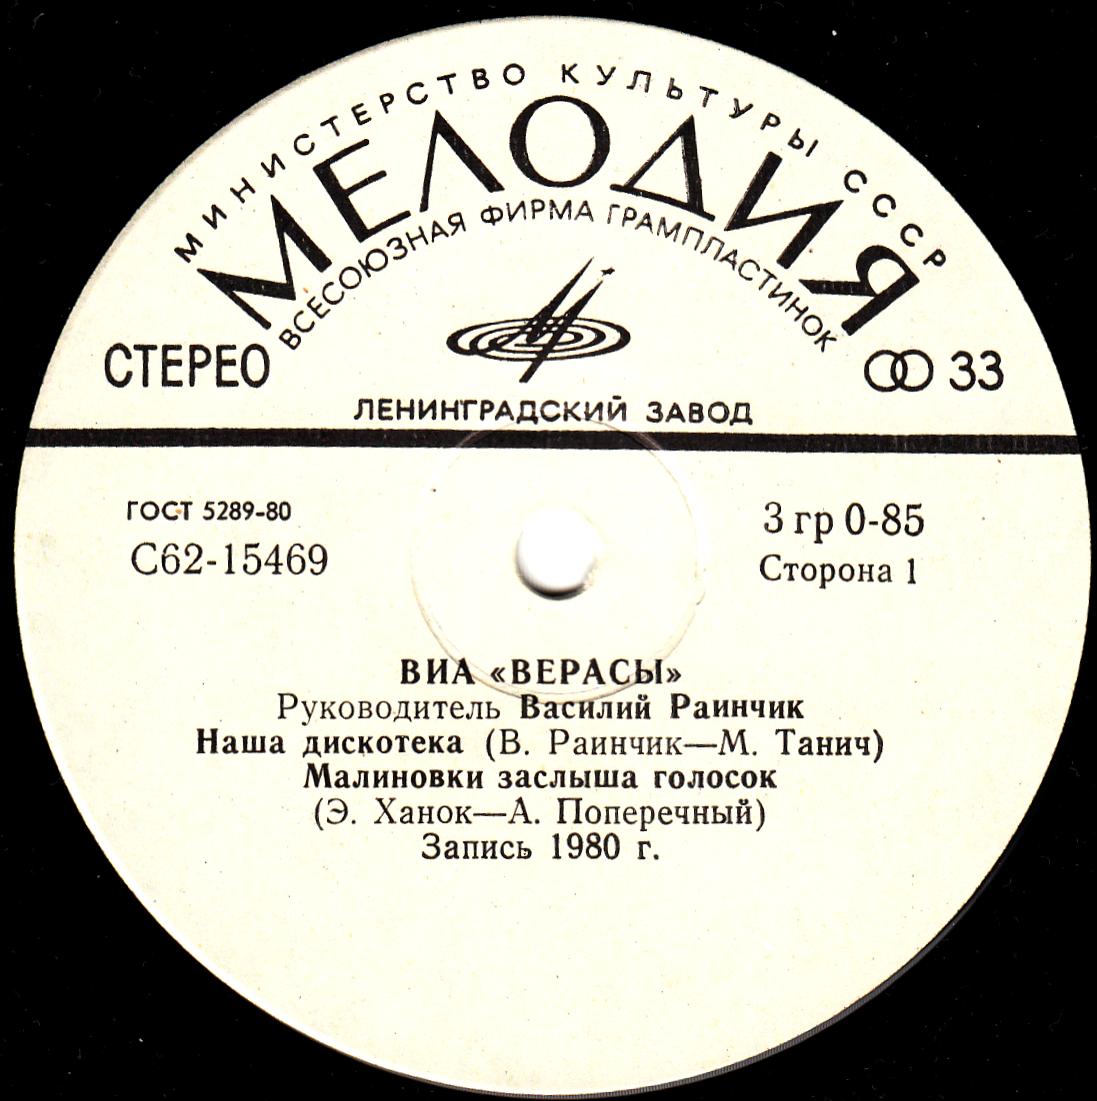 МИНИСТЕРСТВО КУЛЬТУРЫ СССР
МЕЛОДИЯ
ВСЕСОЮЗНАЯ ФИРМА ГРАМПЛАСТИНОК
СТЕРЕО
33
ЛЕНИНГРАДСКИЙ ЗАВОД
ГОСТ 5289-80
С62-15469
3 гр 0-85
Сторона 1
ВИА «ВЕРАСЫ»
Руководитель Василий Раинчик
Наша дискотека (В. Раинчик—М. Танич)
Малиновки заслыша голосок
(Э. Ханок—А. Поперечный)
Запись 1980 г.